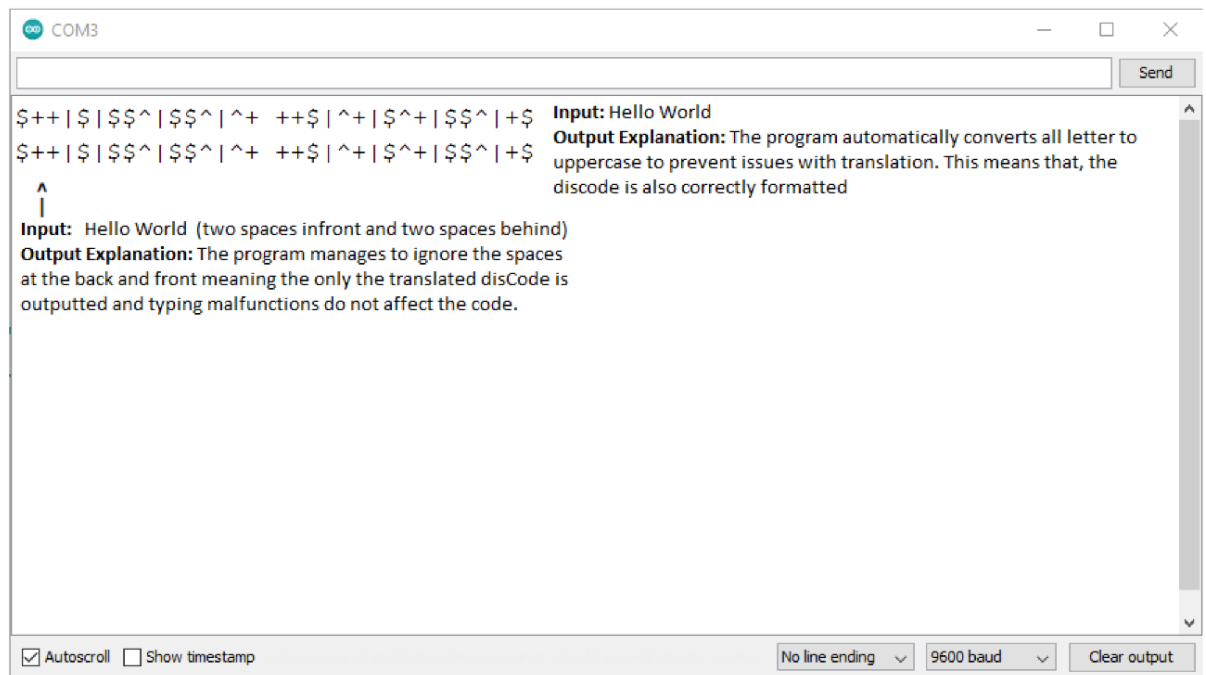 COM3
Send
$++|$|$$^|$$^|^+ ++$|^+|$^+|$$^|+$
$++|$|$$^|$$^|^+ ++$|^+|$^+|$$^|+$
Input: Hello World
Output Explanation: The program automatically converts all letter to
uppercase to prevent issues with translation. This means that, the
discode is also correctly formatted
Input: Hello World (two spaces infront and two spaces behind)
Output Explanation: The program manages to ignore the spaces
at the back and front meaning the only the translated disCode is
outputted and typing malfunctions do not affect the code.
Autoscroll Show timestamp No line ending 9600 baud Clear output